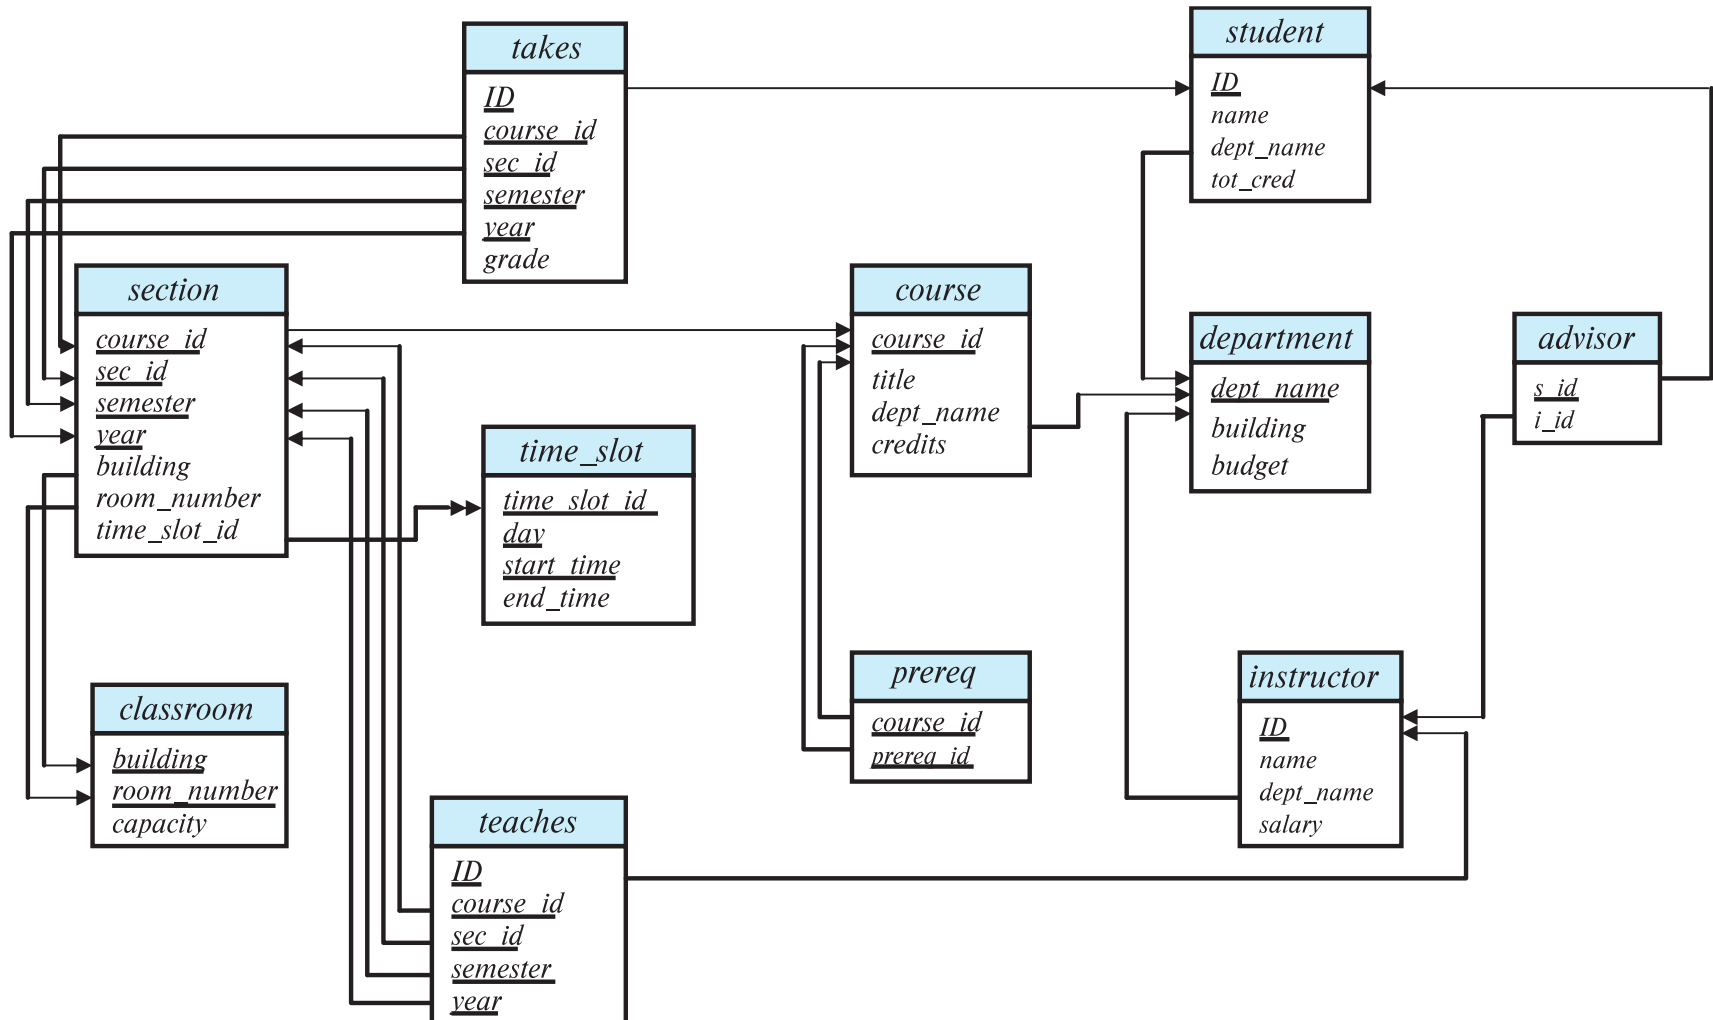 takes
ID
course_id
sec_id
semester
year
grade
student
ID
name
dept_name
tot_cred
section
course_id
sec_id
semester
year
building
room_number
time_slot_id
time_slot
time_slot_id
day
start_time
end_time
course
course_id
title
dept_name
credits
department
dept_name
building
budget
advisor
s_id
i_id
classroom
building
room_number
capacity
prereq
course_id
prereq_id
instructor
ID
name
dept_name
salary
teaches
ID
course_id
sec_id
semester
year